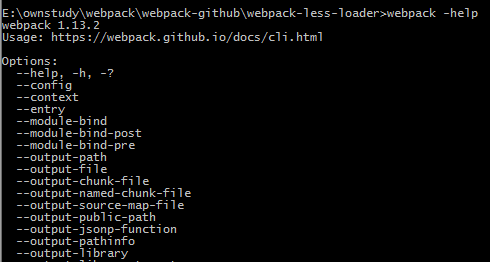 E:\ownstudy\webpack\webpack-github\webpack-less-loader>webpack -help
webpack 1.13.2
Usage: https://webpack.github.io/docs/cli.html
Options:
--help, -h, -?
--config
--context
--entry
--module-bind
--module-bind-post
--module-bind-pre
--output-path
--output-file
--output-chunk-file
--output-named-chunk-file
--output-source-map-file
--output-public-path
--output-jsonp-function
--output-pathinfo
--output-library